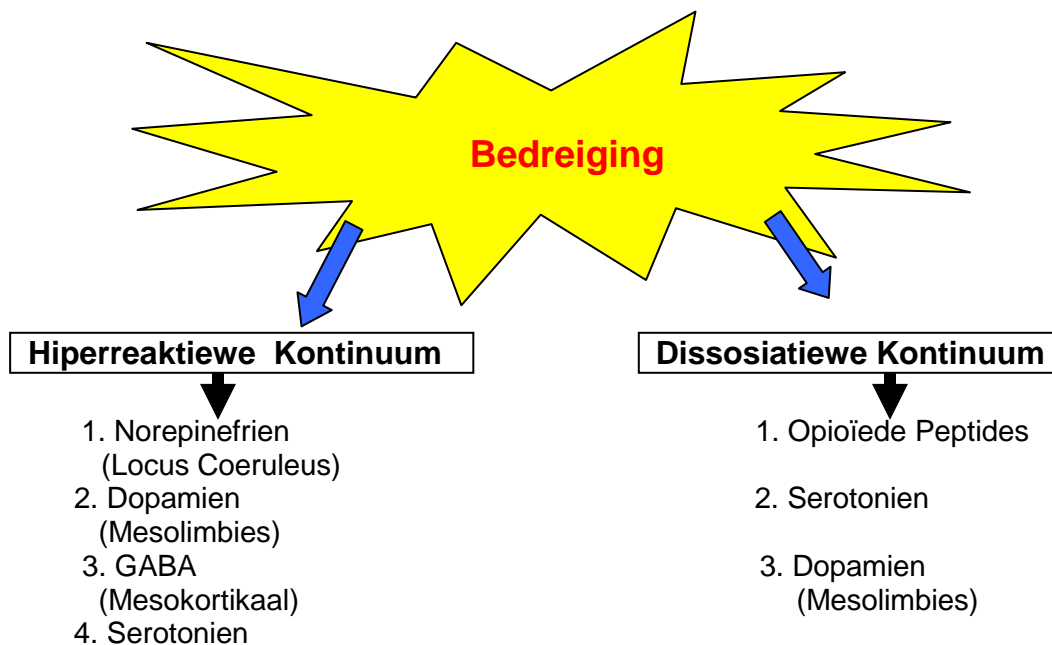 Bedreiging
Hiperreaktiewe Kontinuum
1. Norepinefrien
(Locus Coeruleus)
2. Dopamien
(Mesolimbies)
3. GABA
(Mesokortikaal)
4. Serotonien
Dissosiatiewe Kontinuum
1. Opioïede Peptides
2. Serotonien
3. Dopamien
(Mesolimbies)